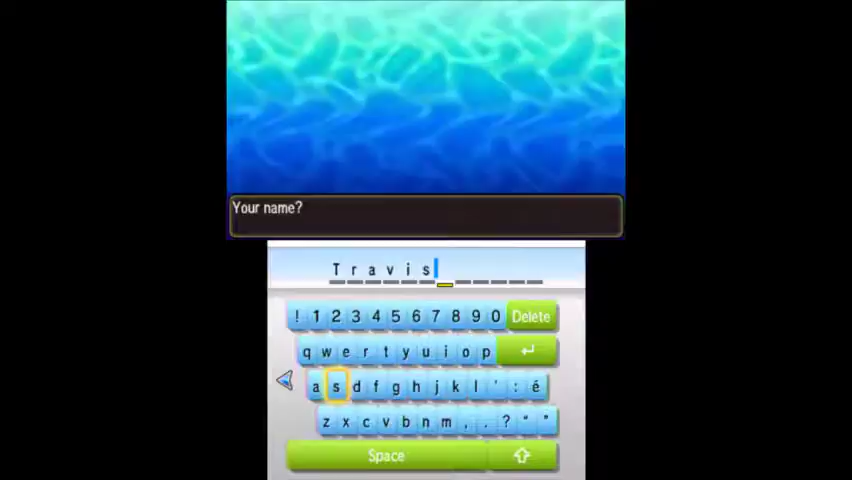 Your name?
Travis
! 1 2 3 4 5 6 7 8 9 0 Delete
q w e r t y u i o p
a s d f g h j k l ' : é
z x c v b n m , . ? “ ”
Space